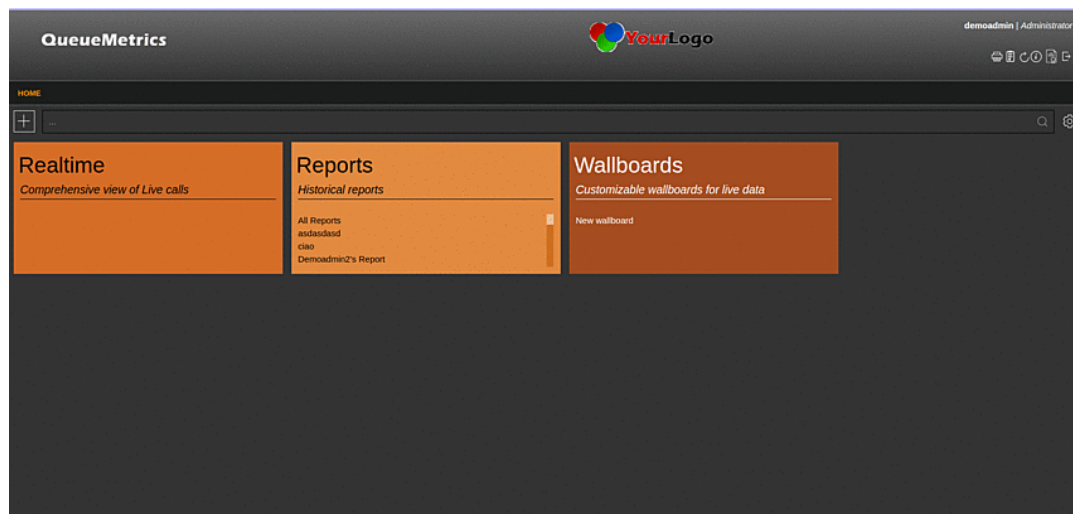 QueueMetrics
YourLogo
demoadmin | Administrator
HOME
...
Realtime
Comprehensive view of Live calls
Reports
Historical reports
All Reports
asdasdasd
ciao
Demoadmin2's Report
Wallboards
Customizable wallboards for live data
New wallboard